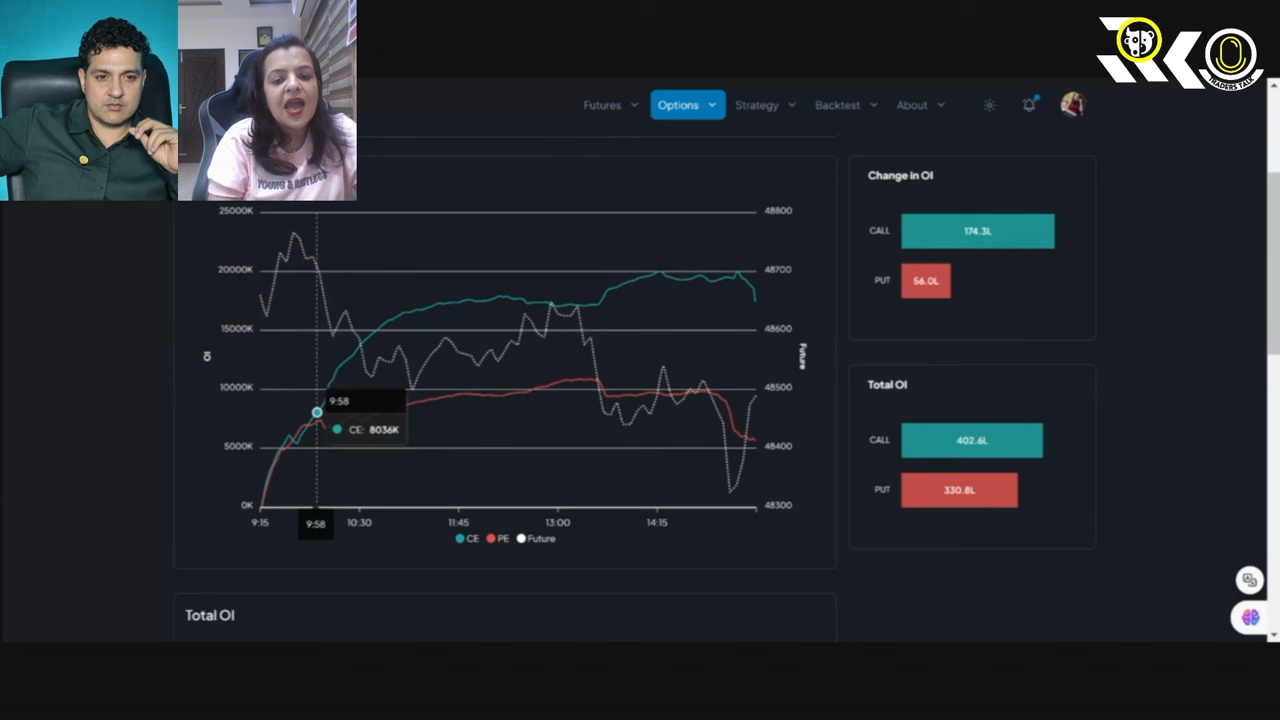 RKO
TRADERS TALK
YOUNG & RESTLESS
Futures Options Strategy Backtest About
25000K 48800
20000K 48700
15000K 48600
10000K 48500
5000K 48400
0K 48300
OI
Future
9:58
CE: 8036K
9:15 9:58 10:30 11:45 13:00 14:15
CE PE Future
Change in OI
CALL 174.3L
PUT 56.0L
Total OI
CALL 402.6L
PUT 330.8L
Total OI